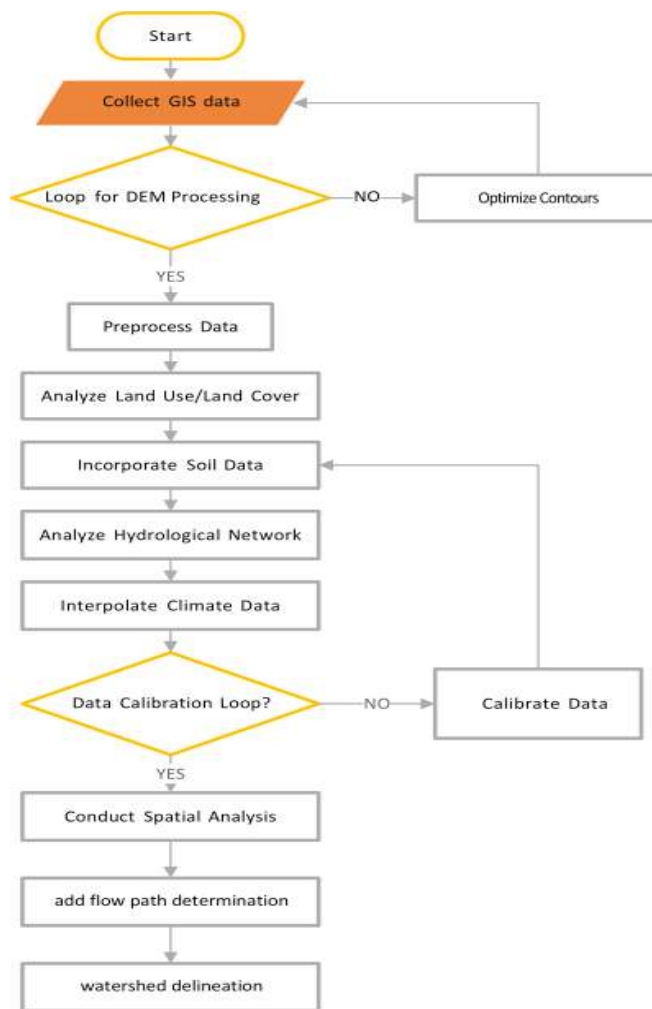 Start
Collect GIS data
Loop for DEM Processing
NO
Optimize Contours
YES
Preprocess Data
Analyze Land Use/Land Cover
Incorporate Soil Data
Analyze Hydrological Network
Interpolate Climate Data
Data Calibration Loop?
NO
Calibrate Data
YES
Conduct Spatial Analysis
add flow path determination
watershed delineation